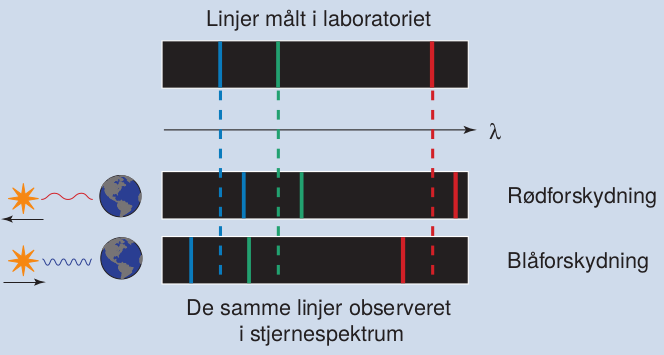 Linjer målt i laboratoriet
λ
Rødforskydning
Blåforskydning
De samme linjer observeret
i stjernespektrum